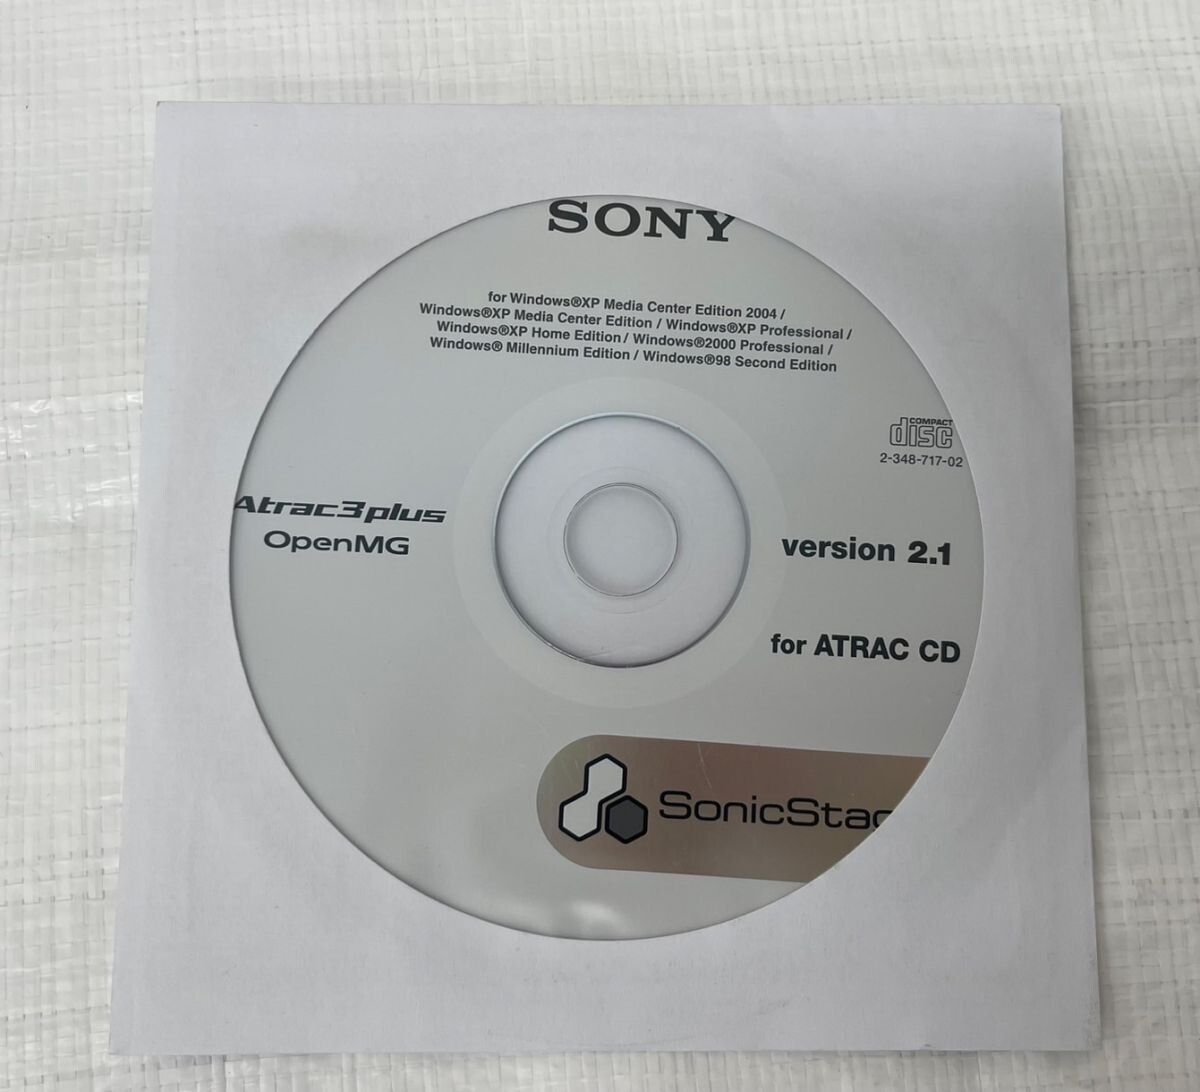 SONY
for Windows®XP Media Center Edition 2004 /
Windows®XP Media Center Edition / Windows®XP Professional /
Windows®XP Home Edition / Windows®2000 Professional /
Windows® Millennium Edition / Windows®98 Second Edition
COMPACT
disc
2-348-717-02
Atrac3plus
OpenMG
version 2.1
for ATRAC CD
SonicStag